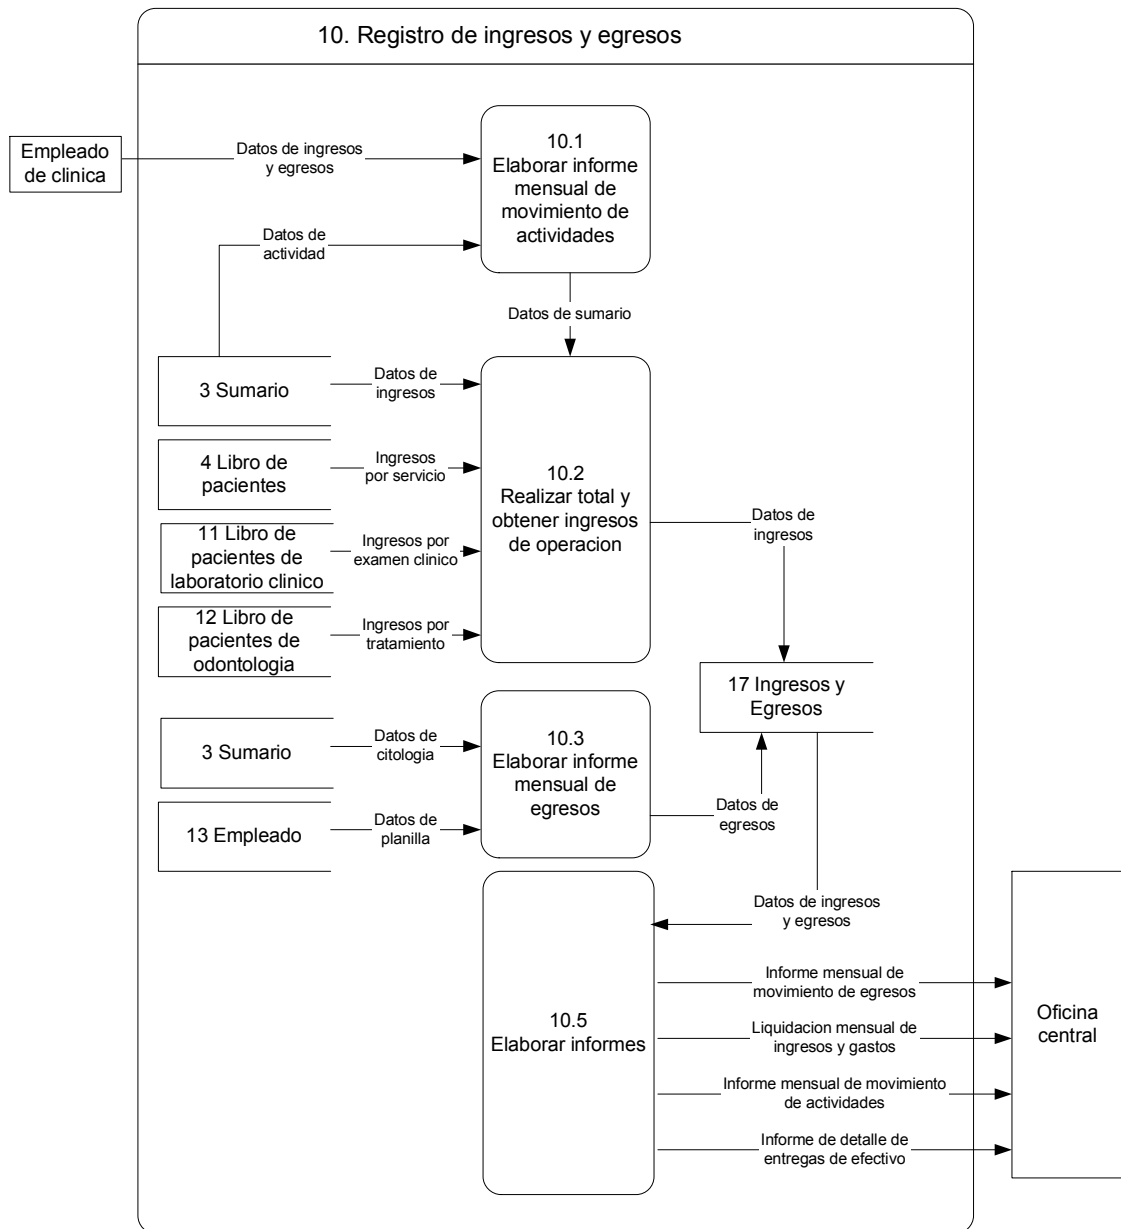 10. Registro de ingresos y egresos
Empleado
de clinica
Datos de ingresos
y egresos
10.1
Elaborar informe
mensual de
movimiento de
actividades
Datos de
actividad
Datos de sumario
3 Sumario
Datos de
ingresos
4 Libro de
pacientes
Ingresos
por servicio
11 Libro de
pacientes de
laboratorio clinico
Ingresos por
examen clinico
12 Libro de
pacientes de
odontologia
Ingresos por
tratamiento
10.2
Realizar total y
obtener ingresos
de operacion
Datos de
ingresos
17 Ingresos y
Egresos
3 Sumario
Datos de
citologia
13 Empleado
Datos de
planilla
10.3
Elaborar informe
mensual de
egresos
Datos de
egresos
Datos de ingresos
y egresos
10.5
Elaborar informes
Informe mensual de
movimiento de egresos
Liquidacion mensual de
ingresos y gastos
Informe mensual de movimiento
de actividades
Informe de detalle de
entregas de efectivo
Oficina
central